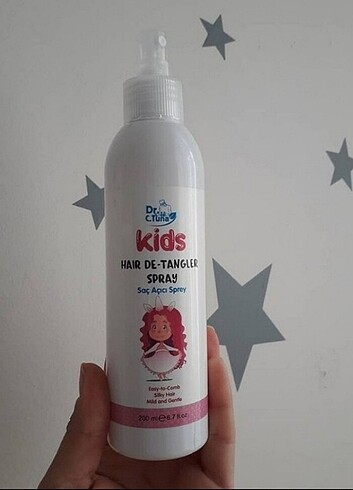 Dr.
C.Tuna
Kids
HAIR DE-TANGLER
SPRAY
Saç Açıcı Sprey
Easy-to-Comb
Silky Hair
Mild and Gentle
200 ml ℮ 6.7 fl.oz.